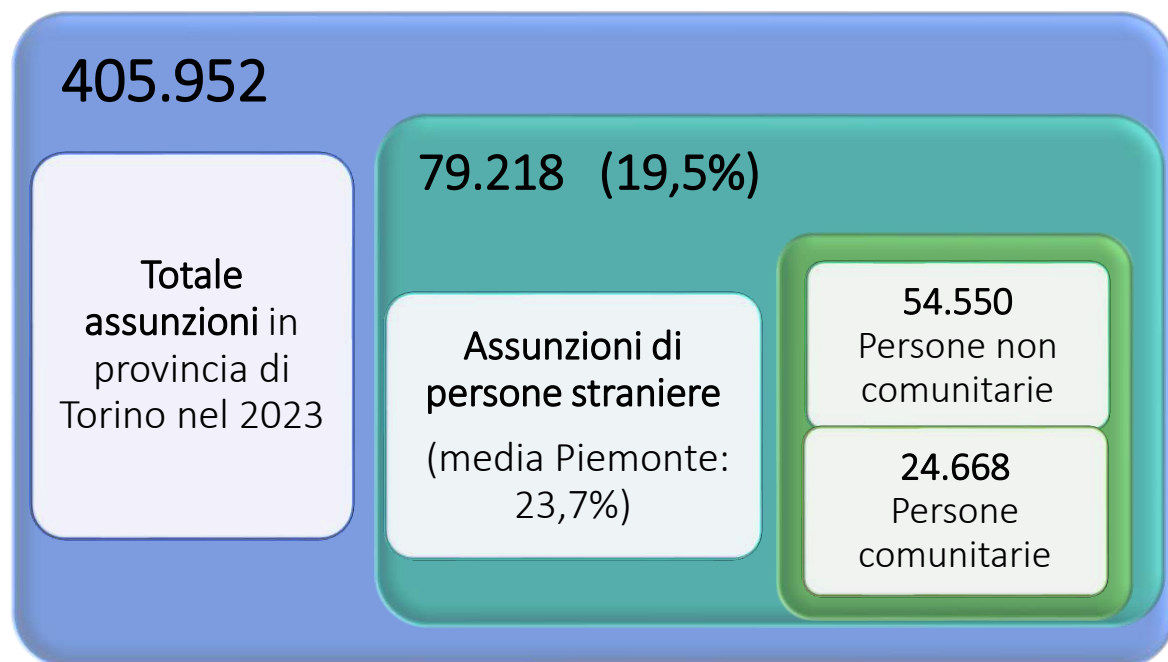 405.952
Totale
assunzioni in
provincia di
Torino nel 2023
79.218 (19,5%)
Assunzioni di
persone straniere
(media Piemonte:
23,7%)
54.550
Persone non
comunitarie
24.668
Persone
comunitarie